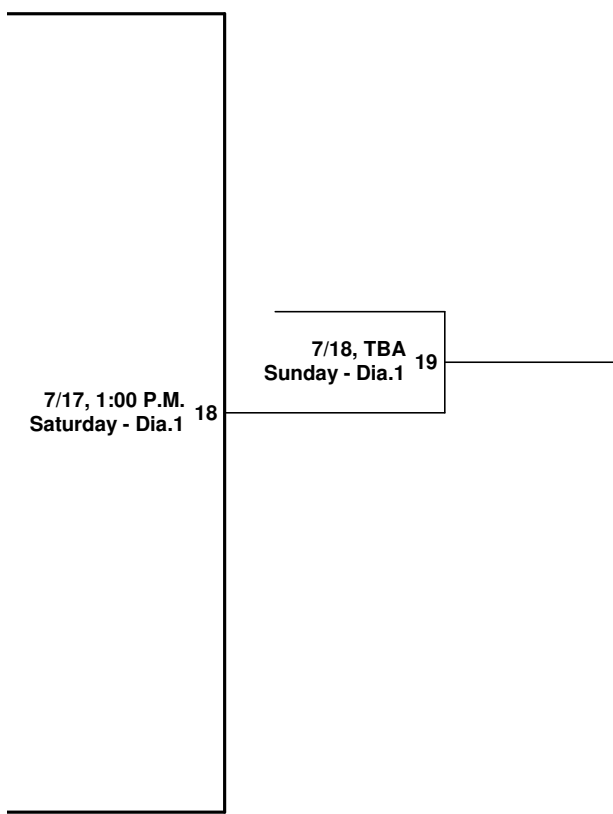 7/18, TBA
Sunday - Dia.1
19
7/17, 1:00 P.M.
Saturday - Dia.1
18